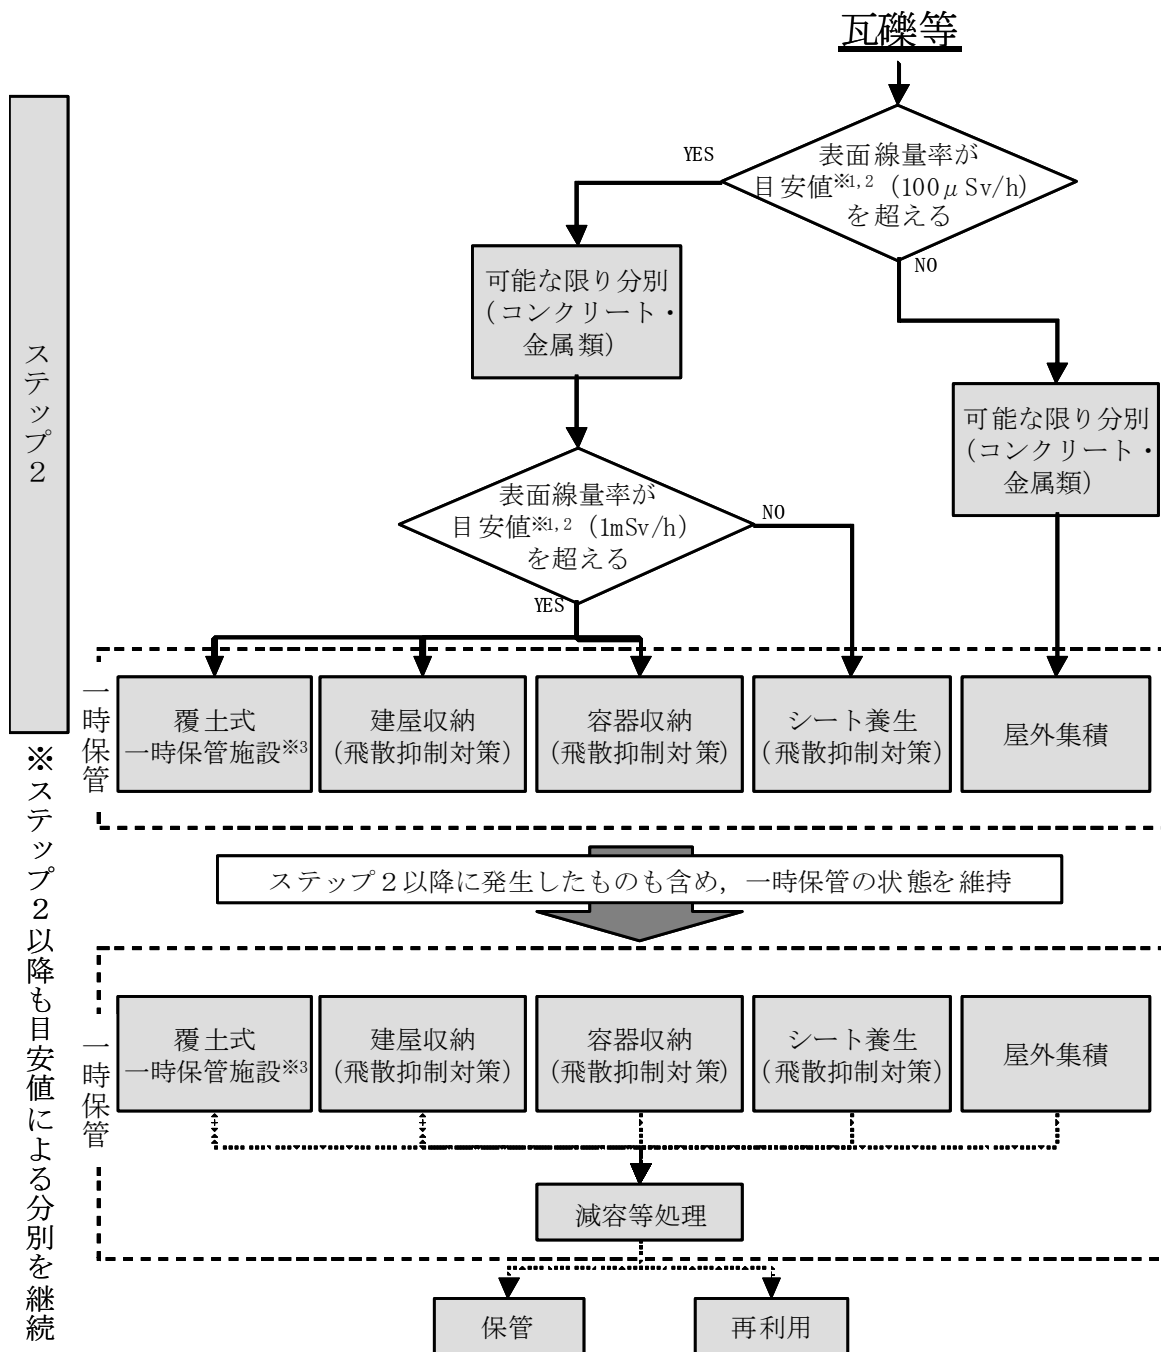 瓦礫等
表面線量率が
目安値※1,2（100μSv/h）
を超える
YES
NO
可能な限り分別
（コンクリート・
金属類）
可能な限り分別
（コンクリート・
金属類）
表面線量率が
目安値※1,2（1mSv/h）
を超える
NO
YES
ステップ２
一時保管
覆土式
一時保管施設※3
建屋収納
(飛散抑制対策)
容器収納
(飛散抑制対策)
シート養生
(飛散抑制対策)
屋外集積
ステップ２以降に発生したものも含め，一時保管の状態を維持
※ステップ２以降も目安値による分別を継続
一時保管
覆土式
一時保管施設※3
建屋収納
(飛散抑制対策)
容器収納
(飛散抑制対策)
シート養生
(飛散抑制対策)
屋外集積
減容等処理
保管
再利用